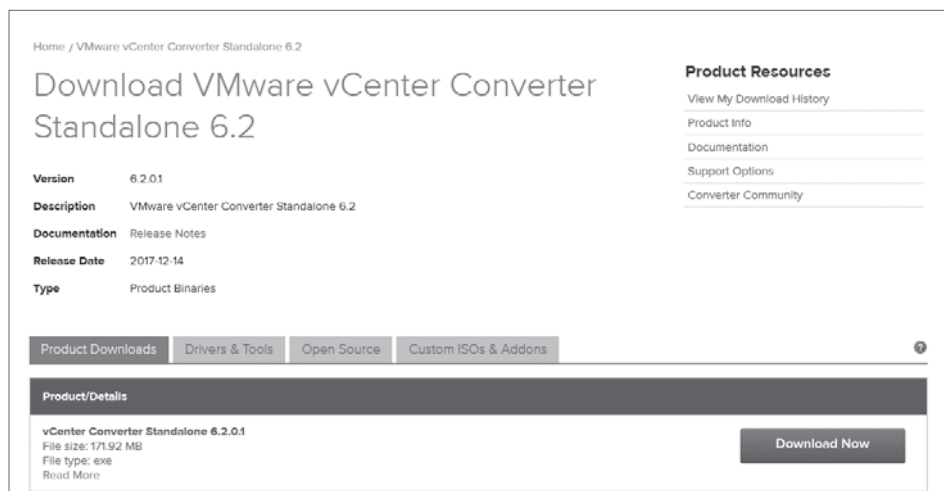 Home / VMware vCenter Converter Standalone 6.2
Download VMware vCenter Converter
Standalone 6.2
Version 6.2.0.1
Description VMware vCenter Converter Standalone 6.2
Documentation Release Notes
Release Date 2017-12-14
Type Product Binaries
Product Resources
View My Download History
Product Info
Documentation
Support Options
Converter Community
Product Downloads Drivers & Tools Open Source Custom ISOs & Addons ?
Product/Details
vCenter Converter Standalone 6.2.0.1
File size: 171.92 MB
File type: exe
Read More
Download Now